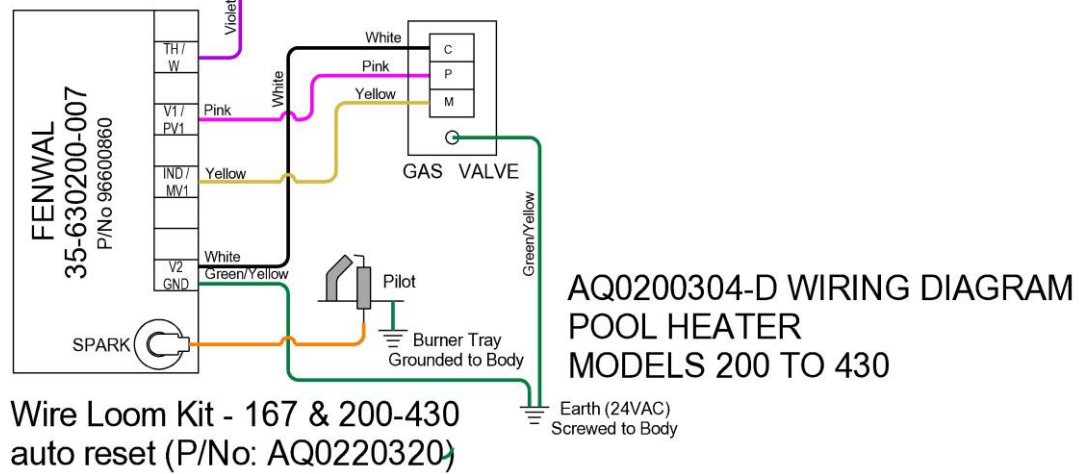 Violet
TH /
W
White
C
Pink
P
Yellow
M
White
V1 /
PV1
Pink
FENWAL
35-630200-007
P/No 96600860
IND /
MV1
Yellow
GAS VALVE
Green/Yellow
V2
White
GND
Green/Yellow
Pilot
SPARK
Burner Tray
Grounded to Body
AQ0200304-D WIRING DIAGRAM
POOL HEATER
MODELS 200 TO 430
Earth (24VAC)
Screwed to Body
Wire Loom Kit - 167 & 200-430
auto reset (P/No: AQ0220320)